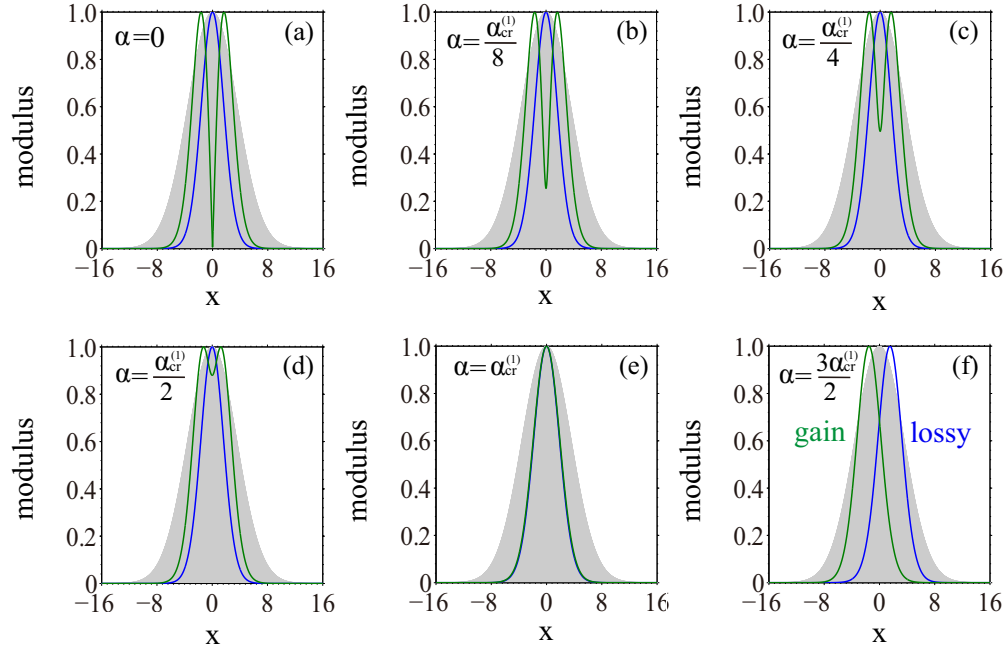 α=0
(a)
modulus
1.0
0.8
0.6
0.4
0.2
0
−16 −8 0 8 16
x
α=α_cr^(1)/8
(b)
modulus
1.0
0.8
0.6
0.4
0.2
0
−16 −8 0 8 16
x
α=α_cr^(1)/4
(c)
modulus
1.0
0.8
0.6
0.4
0.2
0
−16 −8 0 8 16
x
α=α_cr^(1)/2
(d)
modulus
1.0
0.8
0.6
0.4
0.2
0
−16 −8 0 8 16
x
α=α_cr^(1)
(e)
modulus
1.0
0.8
0.6
0.4
0.2
0
−16 −8 0 8 16
x
α=3α_cr^(1)/2
(f)
gain lossy
modulus
1.0
0.8
0.6
0.4
0.2
0
−16 −8 0 8 16
x